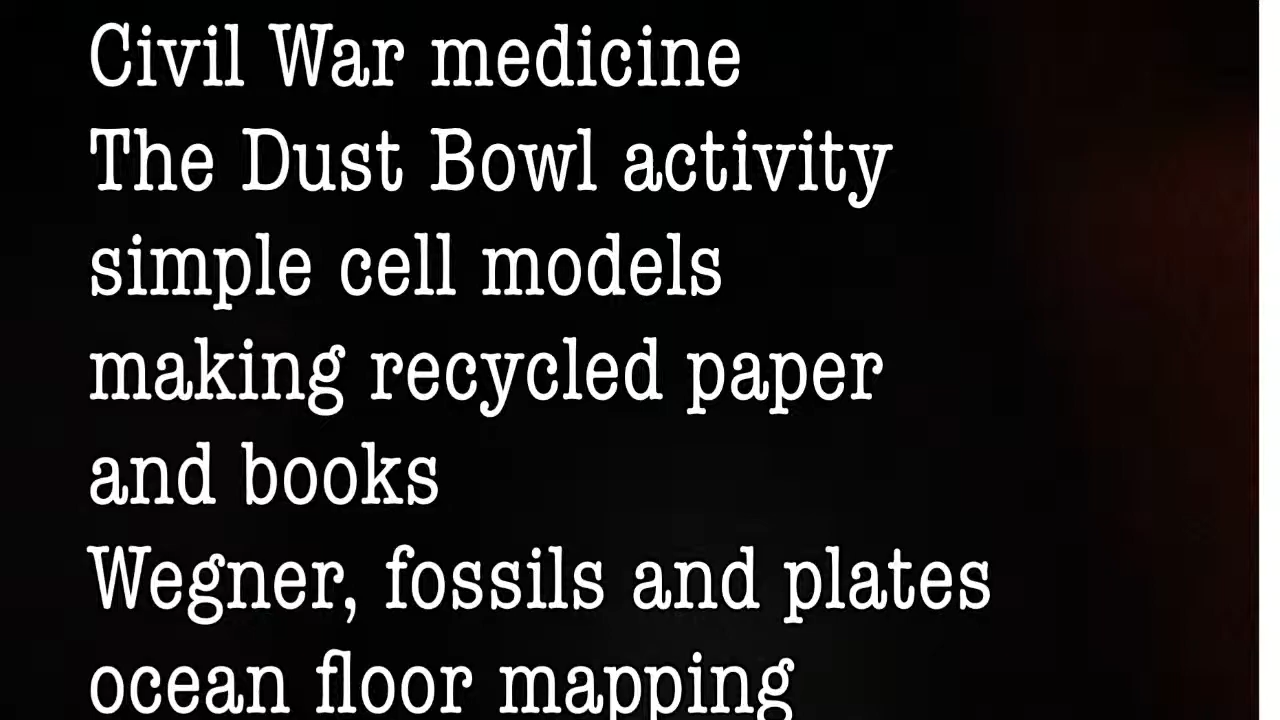 Civil War medicine
The Dust Bowl activity
simple cell models
making recycled paper
and books
Wegner, fossils and plates
ocean floor mapping